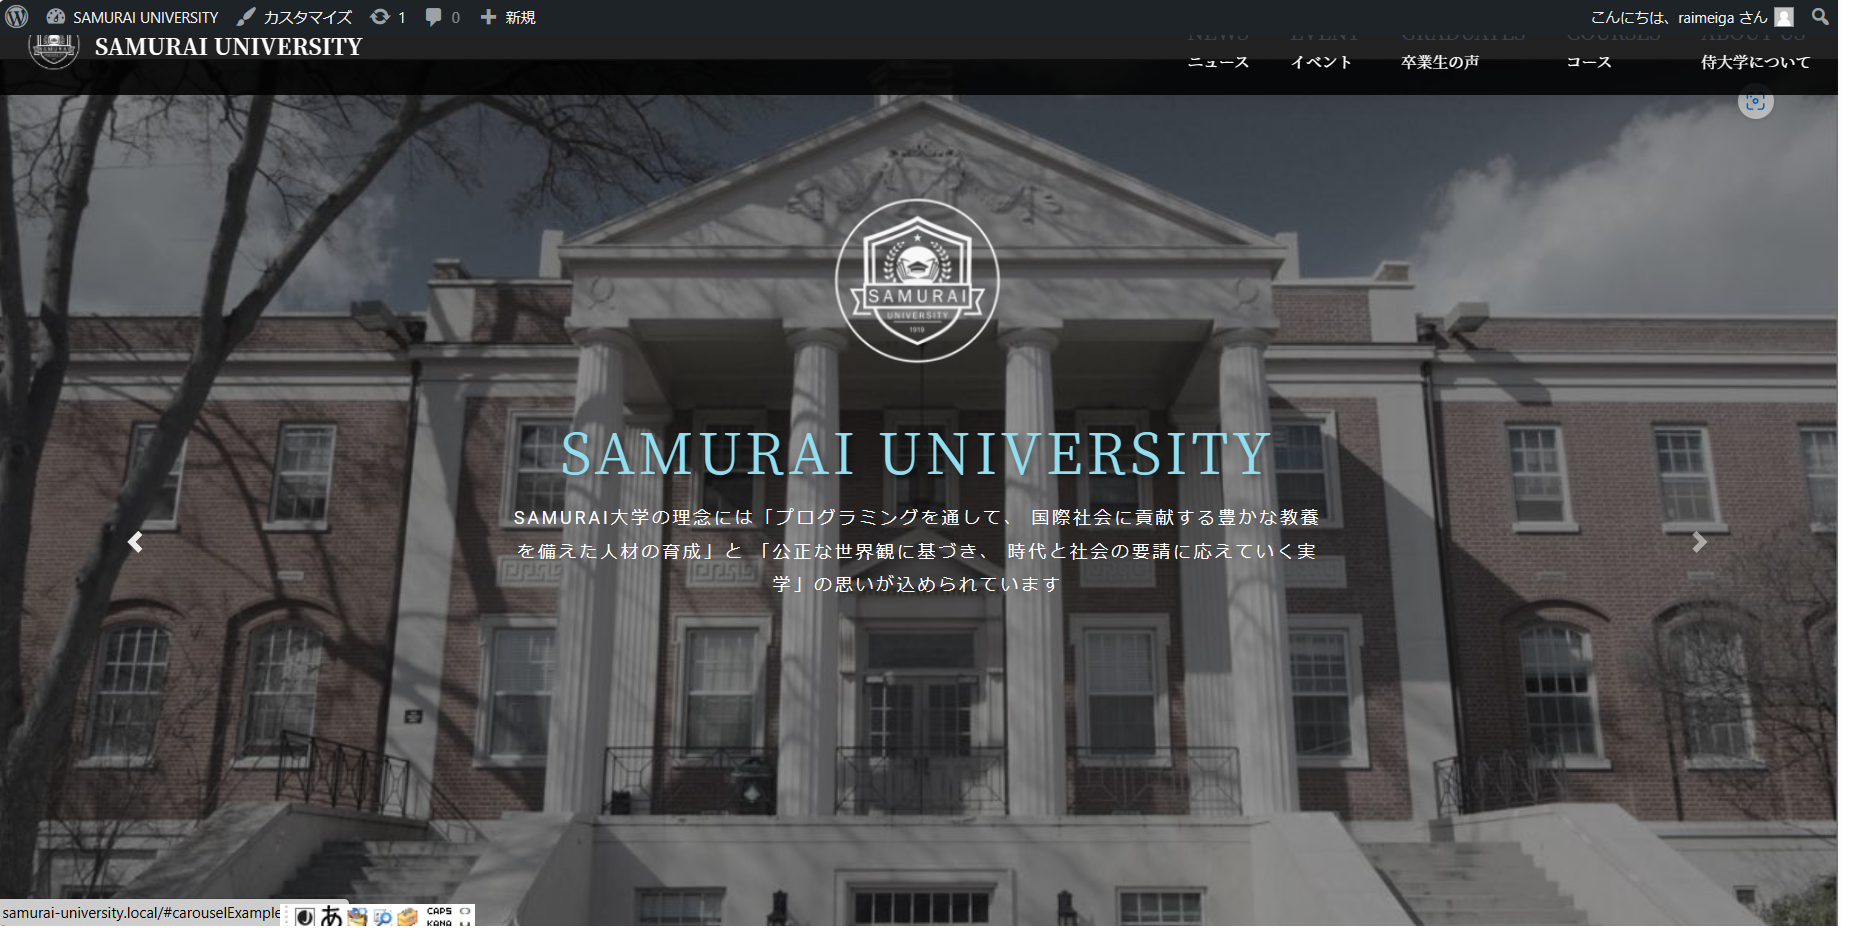 SAMURAI UNIVERSITY カスタマイズ 1 0 新規 こんにちは、raimeiga さん
SAMURAI UNIVERSITY
NEWS EVENT GRADUATES COURSES ABOUT US
ニュース イベント 卒業生の声 コース 侍大学について
SAMURAI
UNIVERSITY
1919
SAMURAI UNIVERSITY
SAMURAI大学の理念には「プログラミングを通して、 国際社会に貢献する豊かな教養
を備えた人材の育成」と 「公正な世界観に基づき、 時代と社会の要請に応えていく実
学」の思いが込められています
samurai-university.local/#carouselExample
あ CAPS
KANA